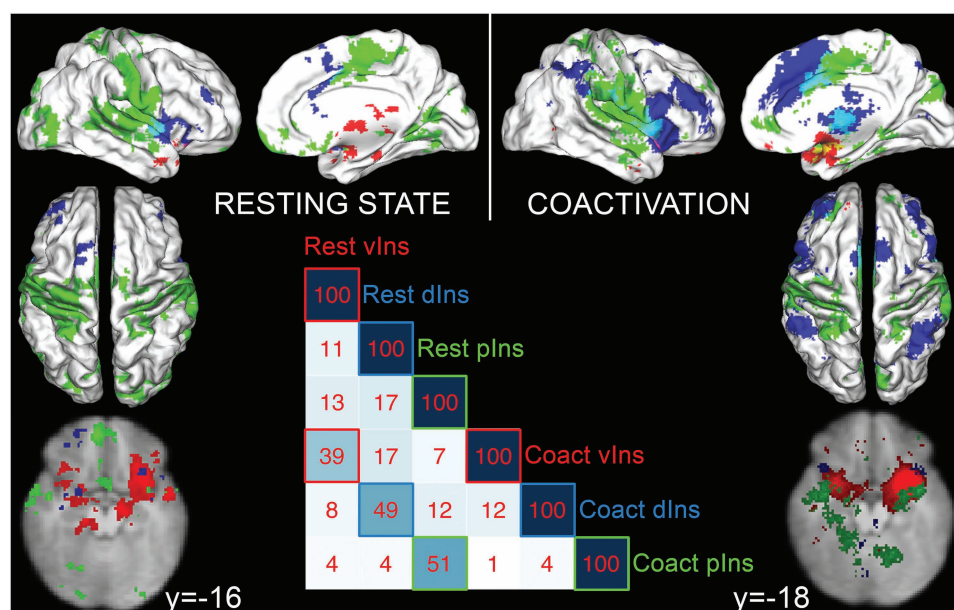 RESTING STATE
COACTIVATION
Rest vIns
100 Rest dIns
11 100 Rest pIns
13 17 100
39 17 7 100 Coact vIns
8 49 12 12 100 Coact dIns
4 4 51 1 4 100 Coact pIns
y=-16
y=-18